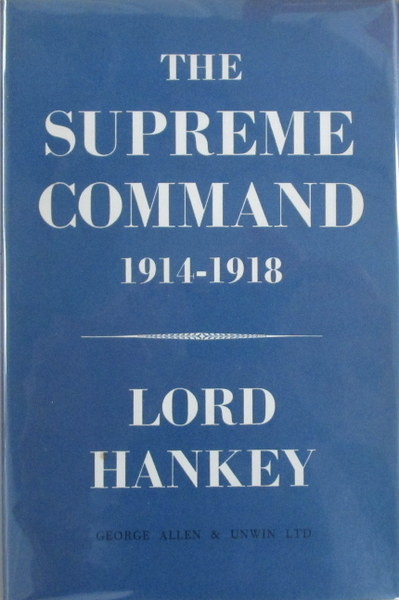 THE
SUPREME
COMMAND
1914-1918
LORD
HANKEY
GEORGE ALLEN & UNWIN LTD